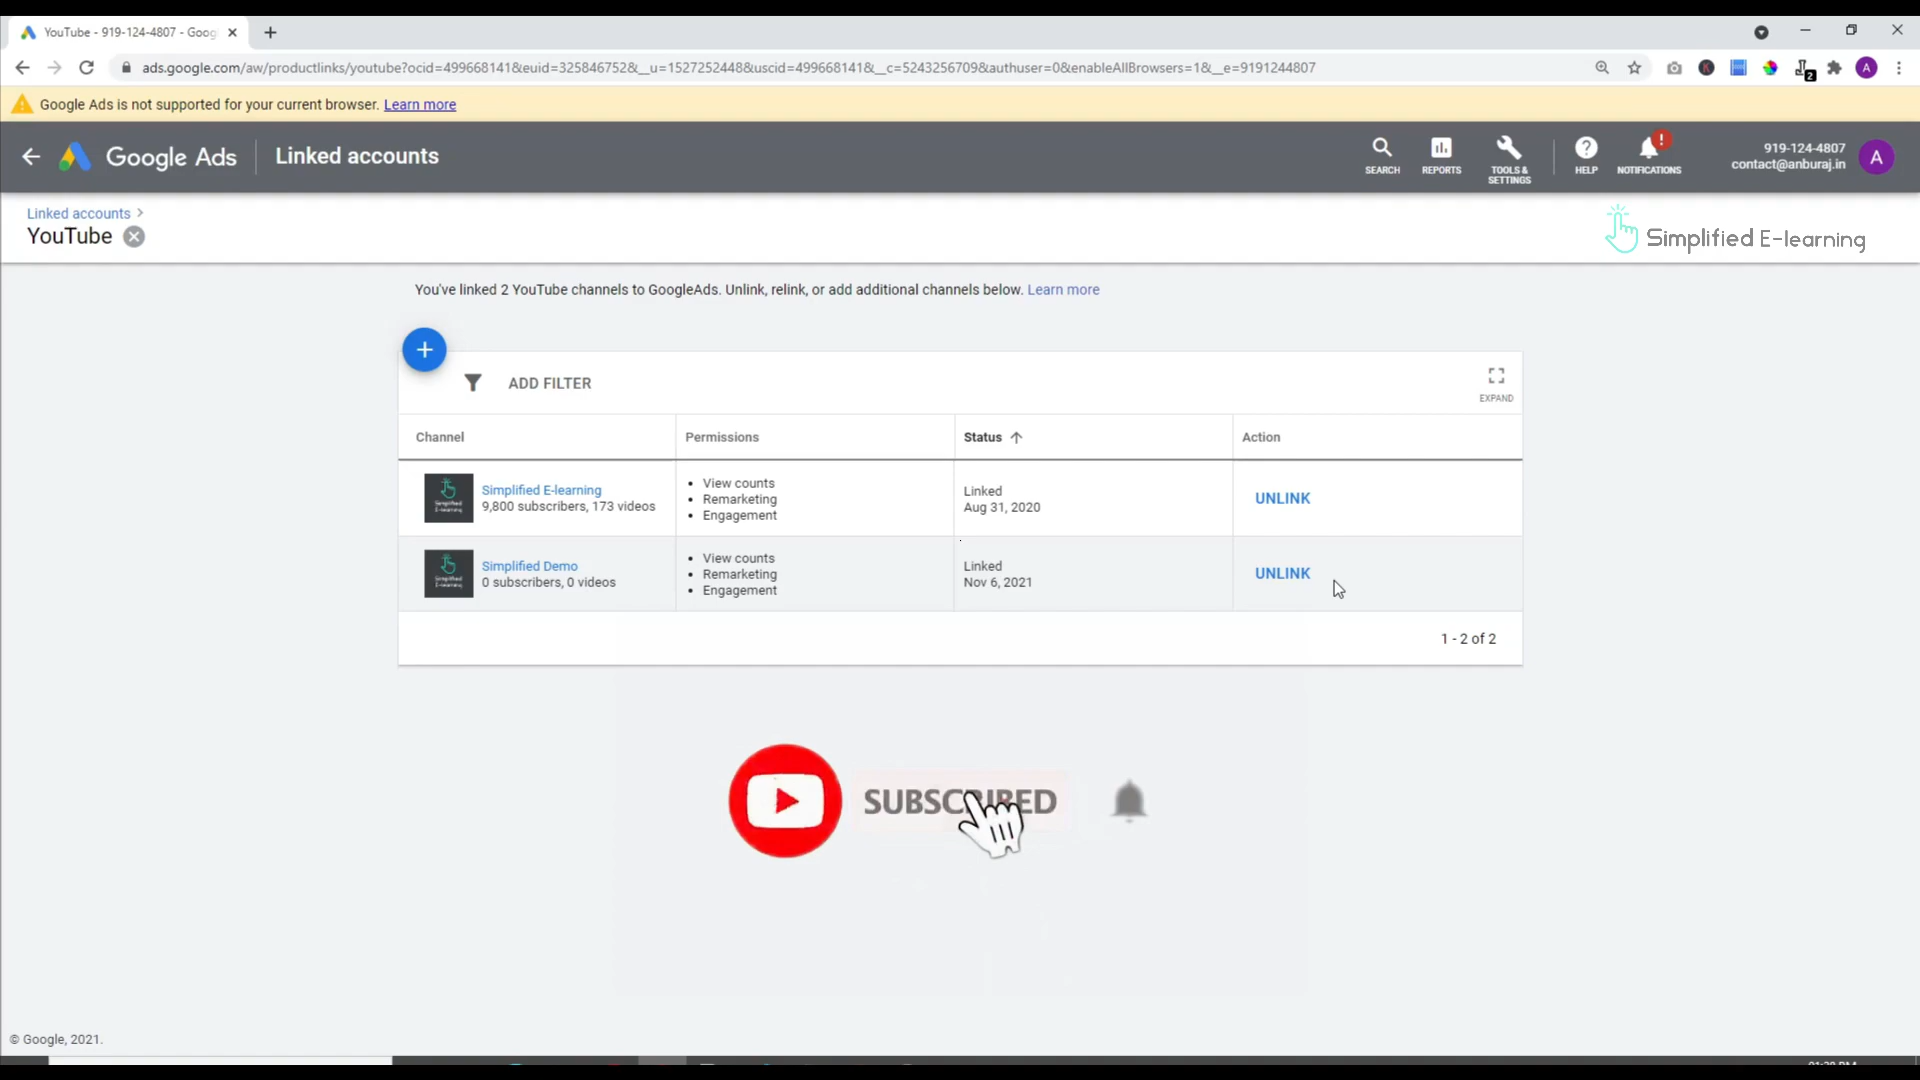 YouTube - 919-124-4807 - Goog
ads.google.com/aw/productlinks/youtube?ocid=499668141&euid=325846752&__u=1527252448&uscid=499668141&__c=5243256709&authuser=0&enableAllBrowsers=1&__e=9191244807
2
A
Google Ads is not supported for your current browser. Learn more
Google Ads
Linked accounts
SEARCH
REPORTS
TOOLS & SETTINGS
HELP
!
NOTIFICATIONS
919-124-4807
contact@anburaj.in
A
Linked accounts
YouTube
Simplified E-learning
You've linked 2 YouTube channels to GoogleAds. Unlink, relink, or add additional channels below. Learn more
ADD FILTER
EXPAND
Channel Permissions Status Action
Simplified E-learning
9,800 subscribers, 173 videos
• View counts
• Remarketing
• Engagement
Linked
Aug 31, 2020
UNLINK
Simplified Demo
0 subscribers, 0 videos
• View counts
• Remarketing
• Engagement
Linked
Nov 6, 2021
UNLINK
1 - 2 of 2
SUBSCRIBED
© Google, 2021.